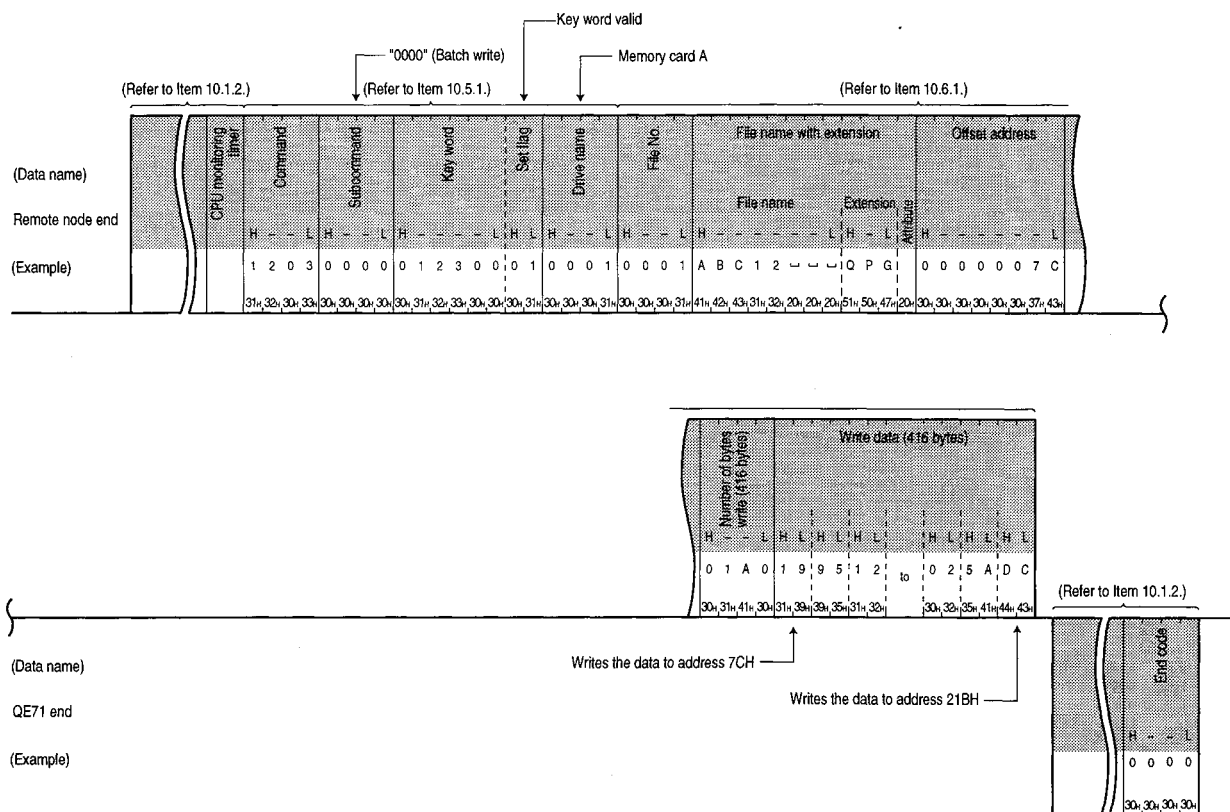 Key word valid
"0000" (Batch write)
Memory card A
(Refer to Item 10.1.2.) (Refer to Item 10.5.1.) (Refer to Item 10.6.1.)
(Data name)
Remote node end
(Example)
CPU monitoring timer
Command
Subcommand
Key word
Set flag
Drive name
File No.
File name with extension
File name
Extension
Attribute
Offset address
H - - L H - - L H - - - - L H L H - - L H - - L H - - - - - - L H - L H - - - - - - L
1 2 0 3 0 0 0 0 0 1 2 3 0 0 0 1 0 0 0 1 0 0 0 1 A B C 1 2 ␣ ␣ ␣ Q P G 0 0 0 0 0 0 7 C
31H 32H 30H 33H 30H 30H 30H 30H 30H 31H 32H 33H 30H 30H 30H 31H 30H 30H 30H 31H 30H 30H 30H 31H 41H 42H 43H 31H 32H 20H 20H 20H 51H 50H 47H 20H 30H 30H 30H 30H 30H 30H 37H 43H
Number of bytes
write (416 bytes)
Write data (416 bytes)
H - - L H L H L H L H L H L H L
0 1 A 0 1 9 9 5 1 2 to 0 2 5 A D C
30H 31H 41H 30H 31H 39H 39H 35H 31H 32H 30H 32H 35H 41H 44H 43H
(Refer to Item 10.1.2.)
Writes the data to address 7CH
Writes the data to address 21BH
(Data name)
QE71 end
(Example)
End code
H - - L
0 0 0 0
30H 30H 30H 30H